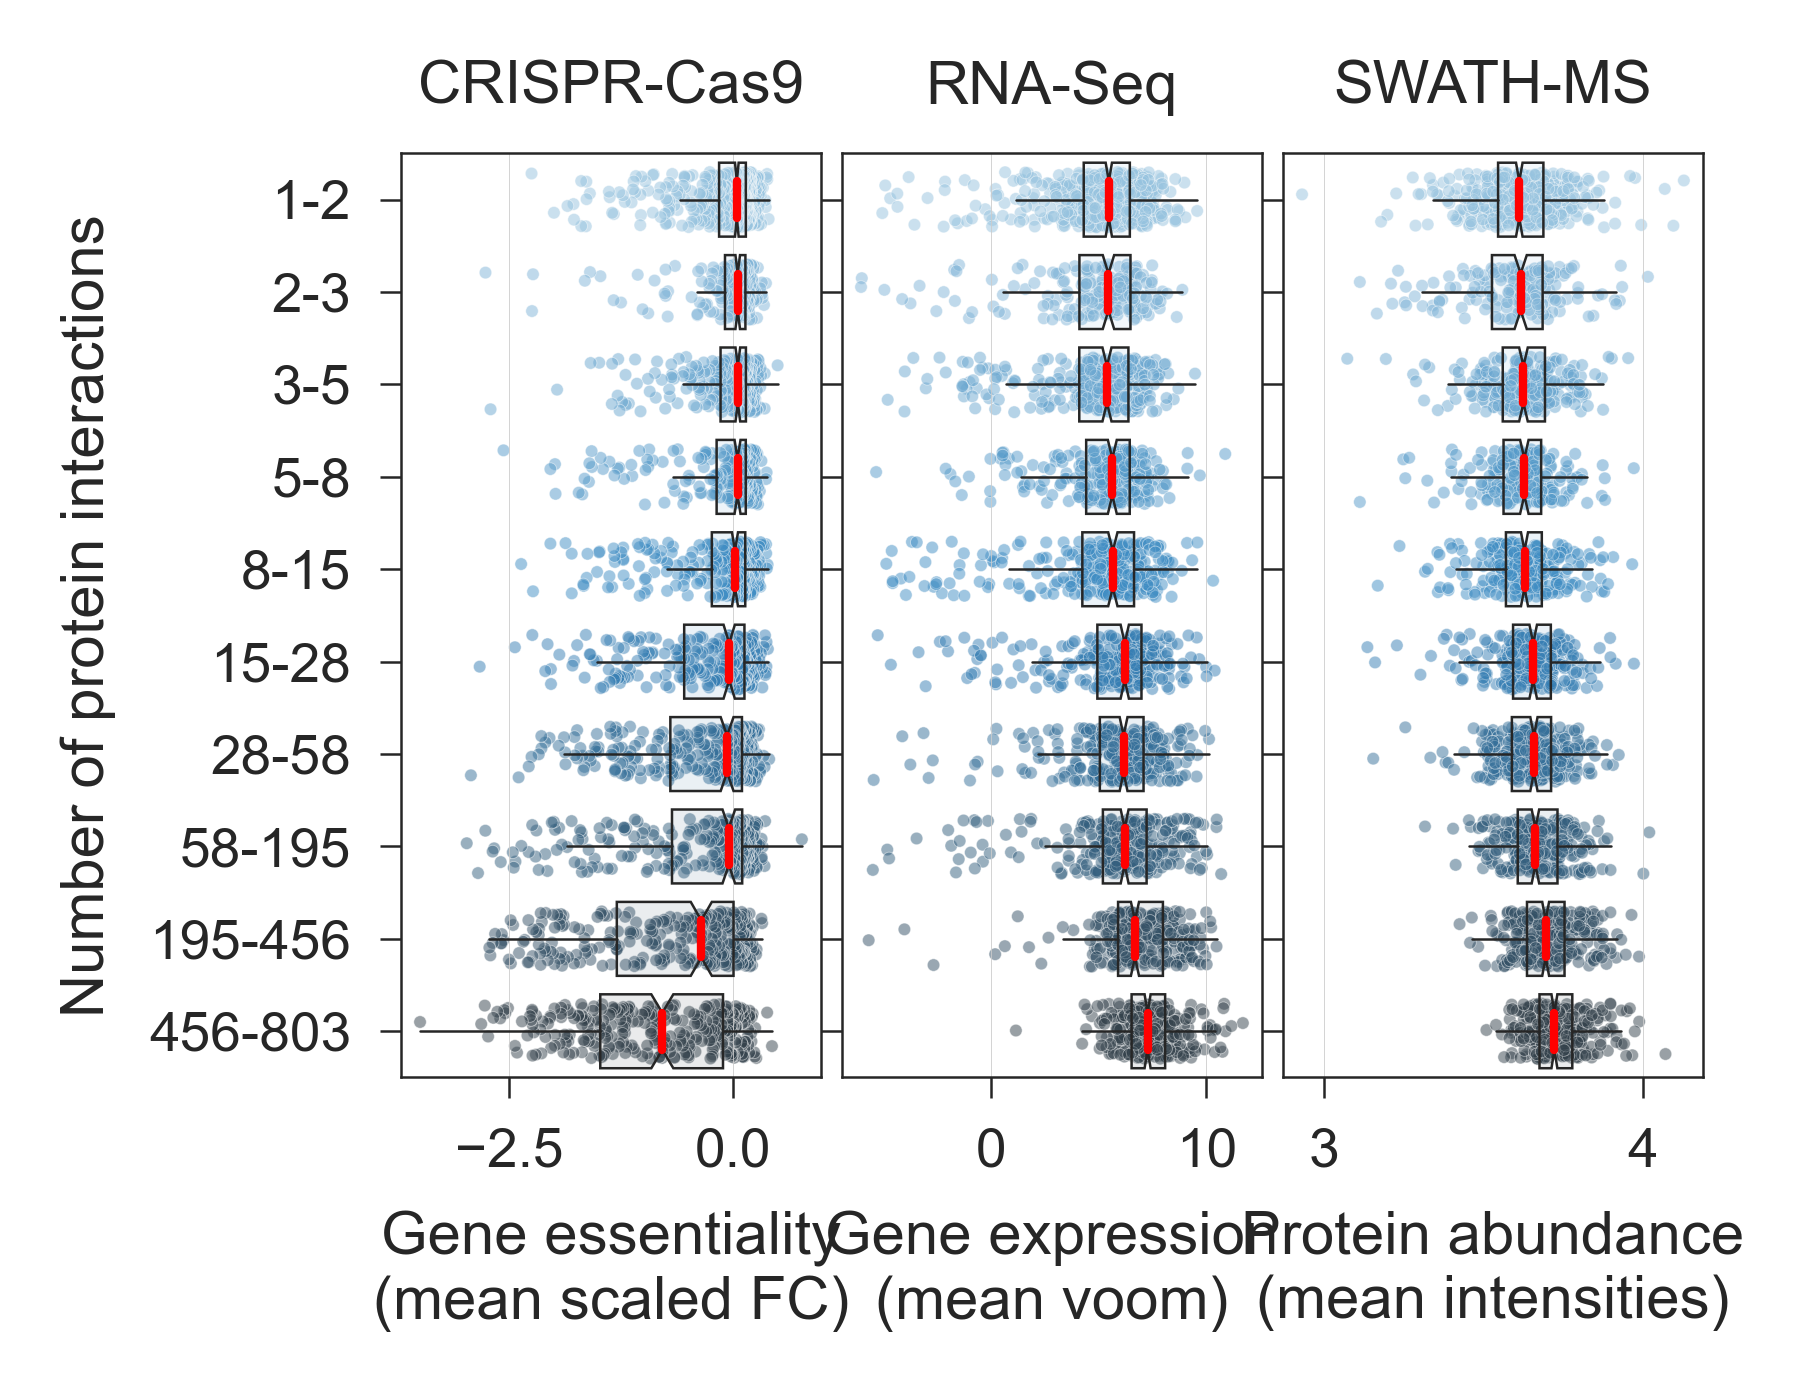 CRISPR-Cas9
RNA-Seq
SWATH-MS
Number of protein interactions
1-2
2-3
3-5
5-8
8-15
15-28
28-58
58-195
195-456
456-803
−2.5
0.0
0
10
3
4
Gene essentiality
(mean scaled FC)
Gene expression
(mean voom)
Protein abundance
(mean intensities)